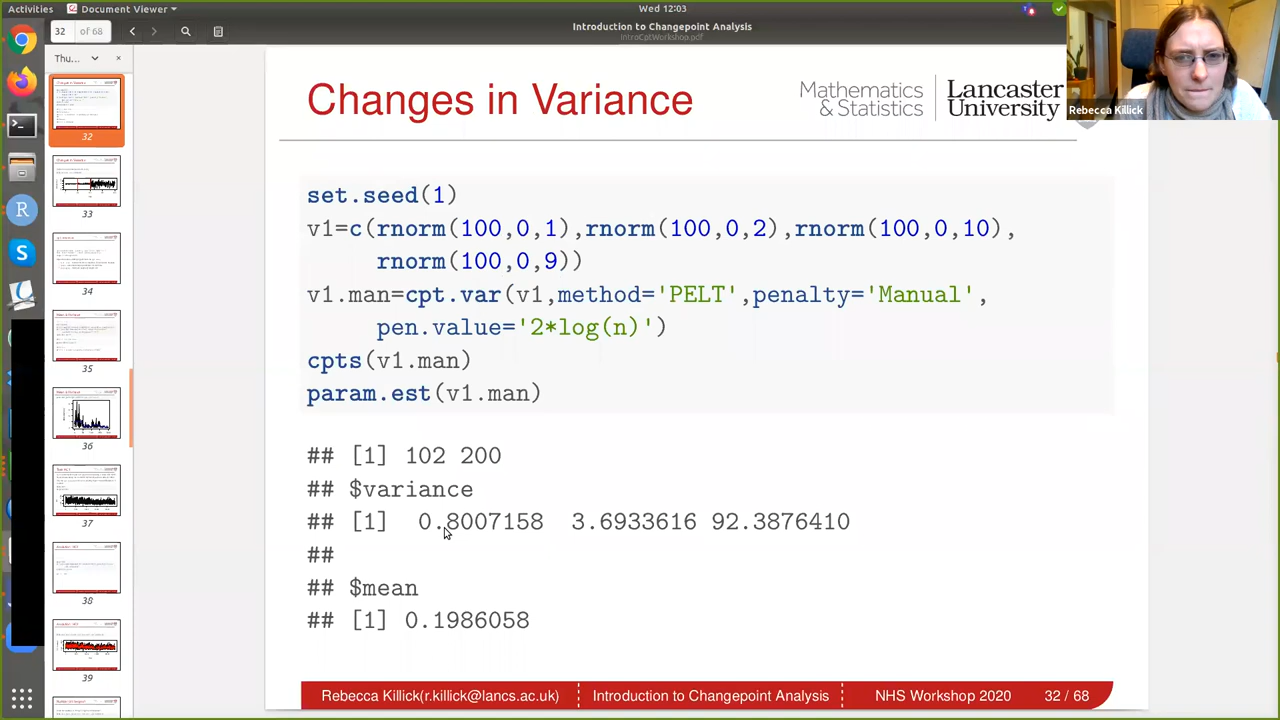 Activities
Document Viewer
Wed 12:03
32
of 68
Introduction to Changepoint Analysis
IntroCptWorkshop.pdf
Thu...
Changes in Variance
Mathematics
& Statistics
Lancaster
University
Rebecca Killick
set.seed(1)
v1=c(rnorm(100,0,1),rnorm(100,0,2),rnorm(100,0,10),
rnorm(100,0,9))
v1.man=cpt.var(v1,method='PELT',penalty='Manual',
pen.value='2*log(n)')
cpts(v1.man)
param.est(v1.man)
## [1] 102 200
## $variance
## [1] 0.8007158 3.6933616 92.3876410
##
## $mean
## [1] 0.1986058
Rebecca Killick(r.killick@lancs.ac.uk)
Introduction to Changepoint Analysis
NHS Workshop 2020
32 / 68
32
33
34
35
36
37
38
39